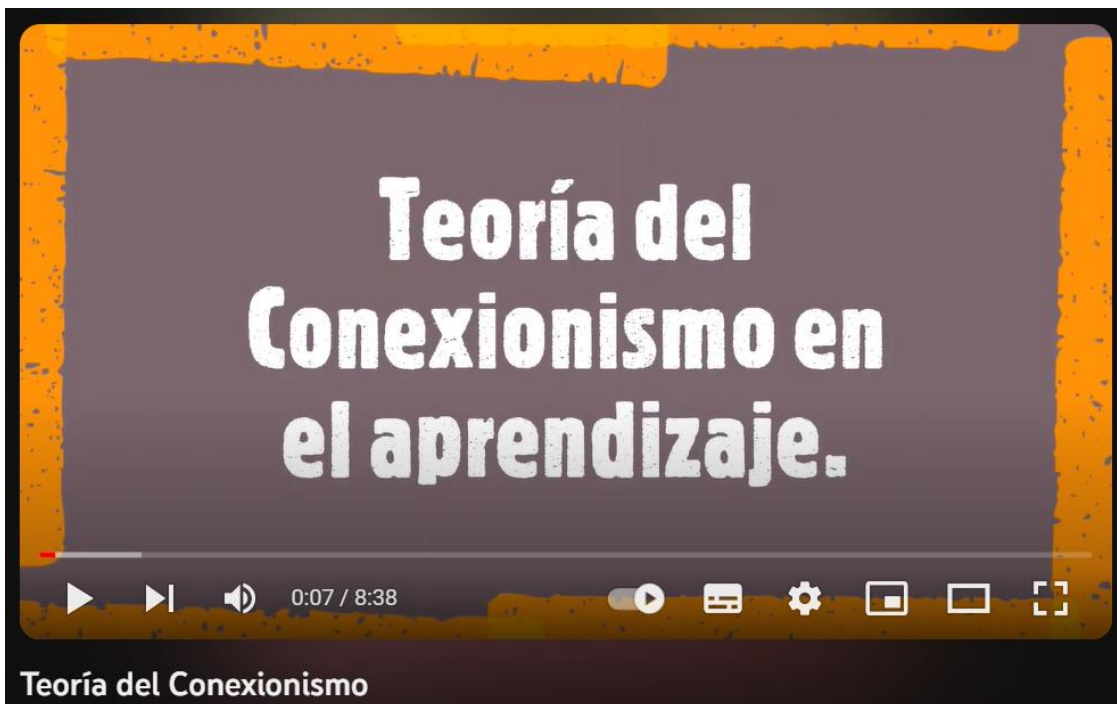 Teoría del
Conexionismo en
el aprendizaje.
0:07 / 8:38
Teoría del Conexionismo